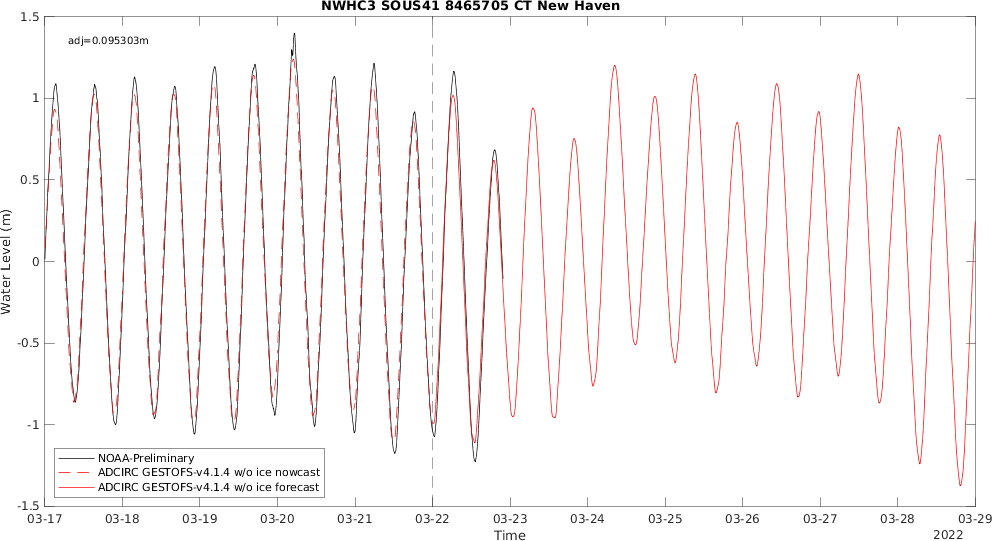 NWHC3 SOUS41 8465705 CT New Haven
adj=0.095303m
Water Level (m)
1.5
1
0.5
0
-0.5
-1
-1.5
NOAA-Preliminary
ADCIRC GESTOFS-v4.1.4 w/o ice nowcast
ADCIRC GESTOFS-v4.1.4 w/o ice forecast
03-17 03-18 03-19 03-20 03-21 03-22 03-23 03-24 03-25 03-26 03-27 03-28 03-29
Time
2022